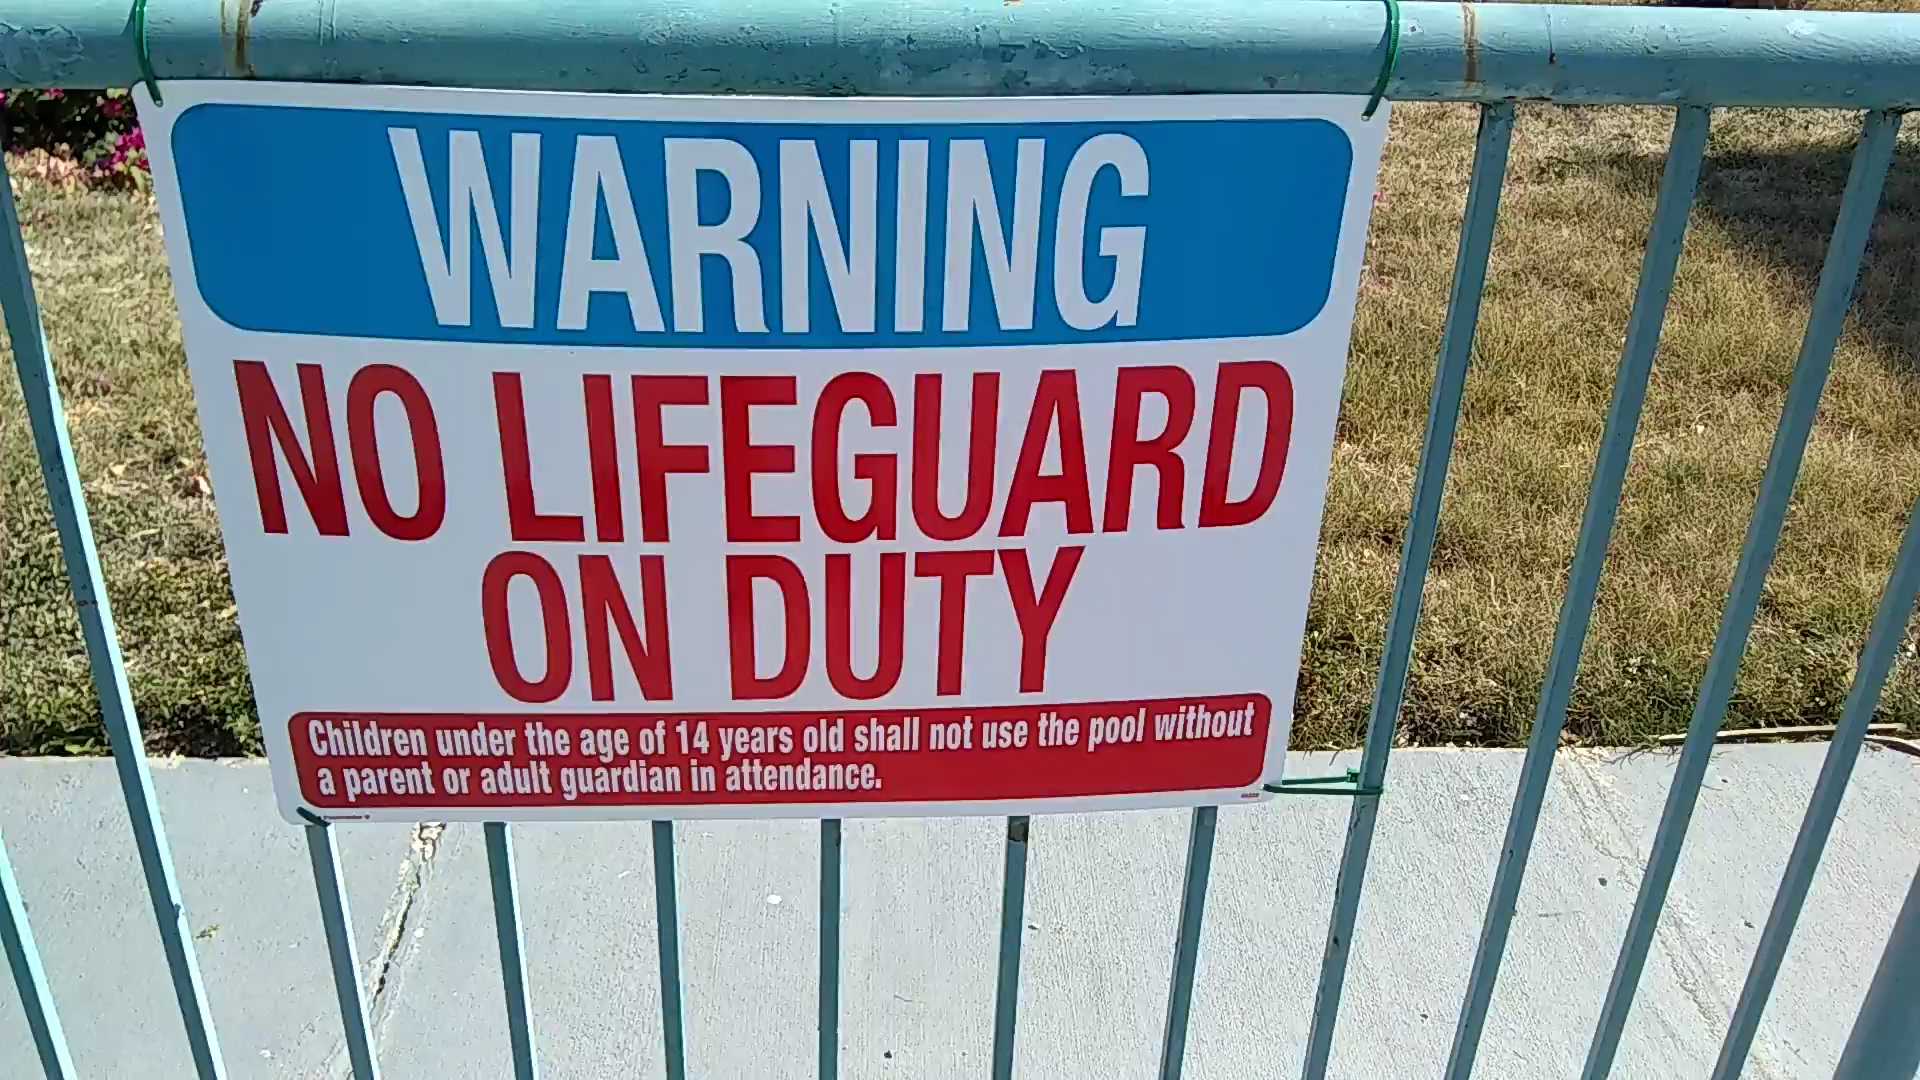 WARNING
NO LIFEGUARD
ON DUTY
Children under the age of 14 years old shall not use the pool without
a parent or adult guardian in attendance.